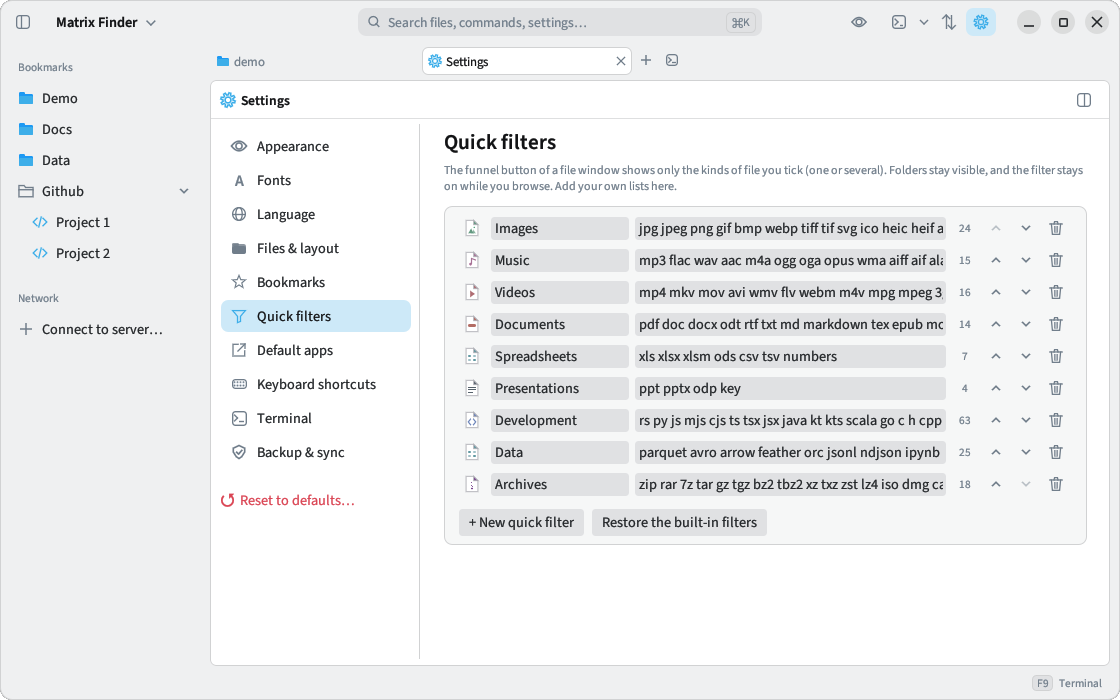 Matrix Finder
Search files, commands, settings…
⌘K
Bookmarks
Demo
Docs
Data
Github
Project 1
Project 2
Network
Connect to server…
demo
Settings
Settings
Appearance
Fonts
Language
Files & layout
Bookmarks
Quick filters
Default apps
Keyboard shortcuts
Terminal
Backup & sync
Reset to defaults…
Quick filters
The funnel button of a file window shows only the kinds of file you tick (one or several). Folders stay visible, and the filter stays
on while you browse. Add your own lists here.
Images jpg jpeg png gif bmp webp tiff tif svg ico heic heif a 24
Music mp3 flac wav aac m4a ogg oga opus wma aiff aif ala 15
Videos mp4 mkv mov avi wmv flv webm m4v mpg mpeg 3 16
Documents pdf doc docx odt rtf txt md markdown tex epub mo 14
Spreadsheets xls xlsx xlsm ods csv tsv numbers 7
Presentations ppt pptx odp key 4
Development rs py js mjs cjs ts tsx jsx java kt kts scala go c h cpp 63
Data parquet avro arrow feather orc jsonl ndjson ipynb 25
Archives zip rar 7z tar gz tgz bz2 tbz2 xz txz zst lz4 iso dmg ca 18
+ New quick filter
Restore the built-in filters
F9 Terminal